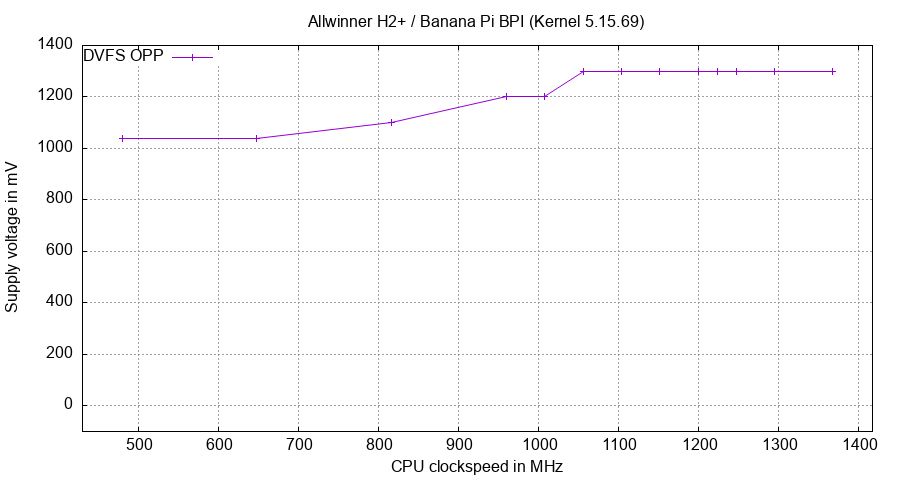 Allwinner H2+ / Banana Pi BPI (Kernel 5.15.69)
DVFS OPP
1400
1200
1000
800
600
400
200
0
Supply voltage in mV
500 600 700 800 900 1000 1100 1200 1300 1400
CPU clockspeed in MHz